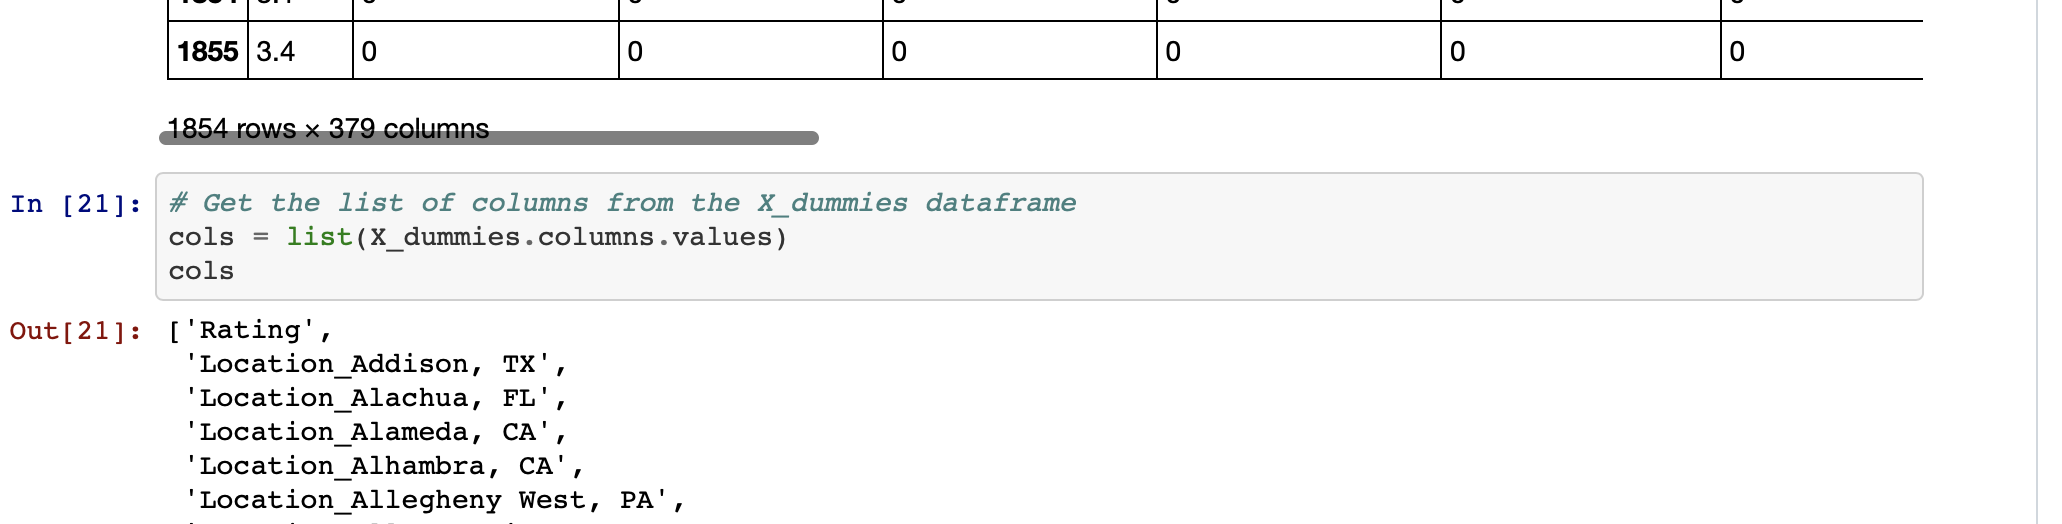 1855 3.4 0 0 0 0 0 0
1854 rows × 379 columns
In [21]: # Get the list of columns from the X_dummies dataframe
cols = list(X_dummies.columns.values)
cols
Out[21]: ['Rating',
'Location_Addison, TX',
'Location_Alachua, FL',
'Location_Alameda, CA',
'Location_Alhambra, CA',
'Location_Allegheny West, PA',